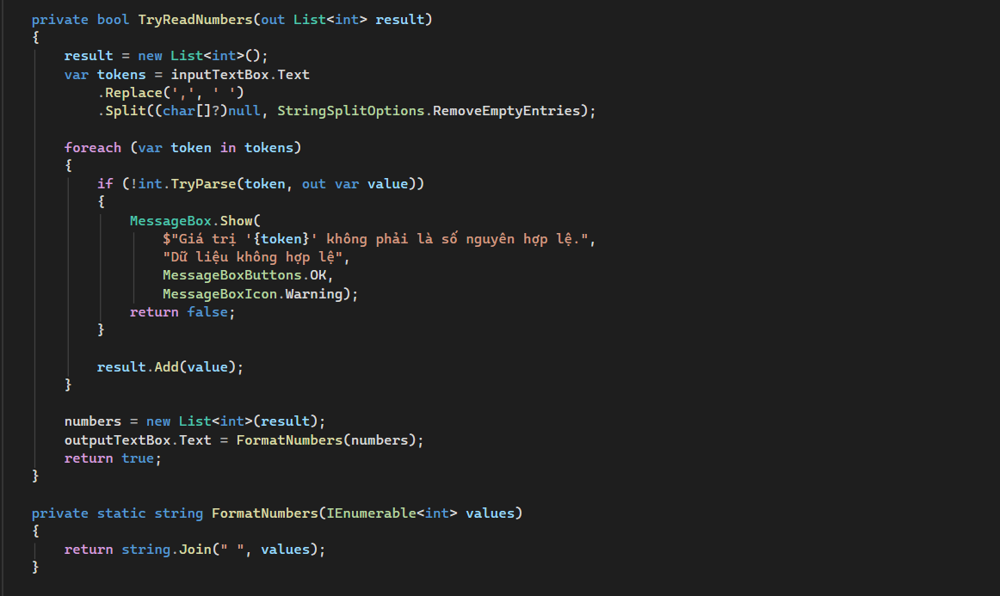 private bool TryReadNumbers(out List<int> result)
{
    result = new List<int>();
    var tokens = inputTextBox.Text
        .Replace(',', ' ')
        .Split((char[]?)null, StringSplitOptions.RemoveEmptyEntries);

    foreach (var token in tokens)
    {
        if (!int.TryParse(token, out var value))
        {
            MessageBox.Show(
                $"Giá trị '{token}' không phải là số nguyên hợp lệ.",
                "Dữ liệu không hợp lệ",
                MessageBoxButtons.OK,
                MessageBoxIcon.Warning);
            return false;
        }

        result.Add(value);
    }

    numbers = new List<int>(result);
    outputTextBox.Text = FormatNumbers(numbers);
    return true;
}

private static string FormatNumbers(IEnumerable<int> values)
{
    return string.Join(" ", values);
}